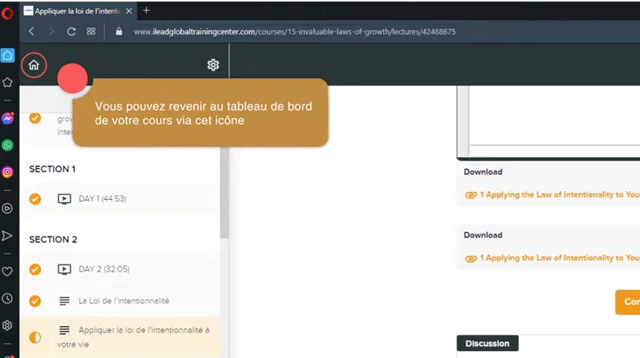 Appliquer la loi de l'intention
www.ileadglobaltrainingcenter.com/courses/15-invaluable-laws-of-growth/lectures/42468675
Vous pouvez revenir au tableau de bord
de votre cours via cet icône
SECTION 1
DAY 1 (44:53)
SECTION 2
DAY 2 (32:05)
La Loi de l'intentionnalité
Appliquer la loi de l'intentionnalité à
votre vie
Download
1 Applying the Law of Intentionality to You
Download
1 Applying the Law of Intentionality to You
Discussion